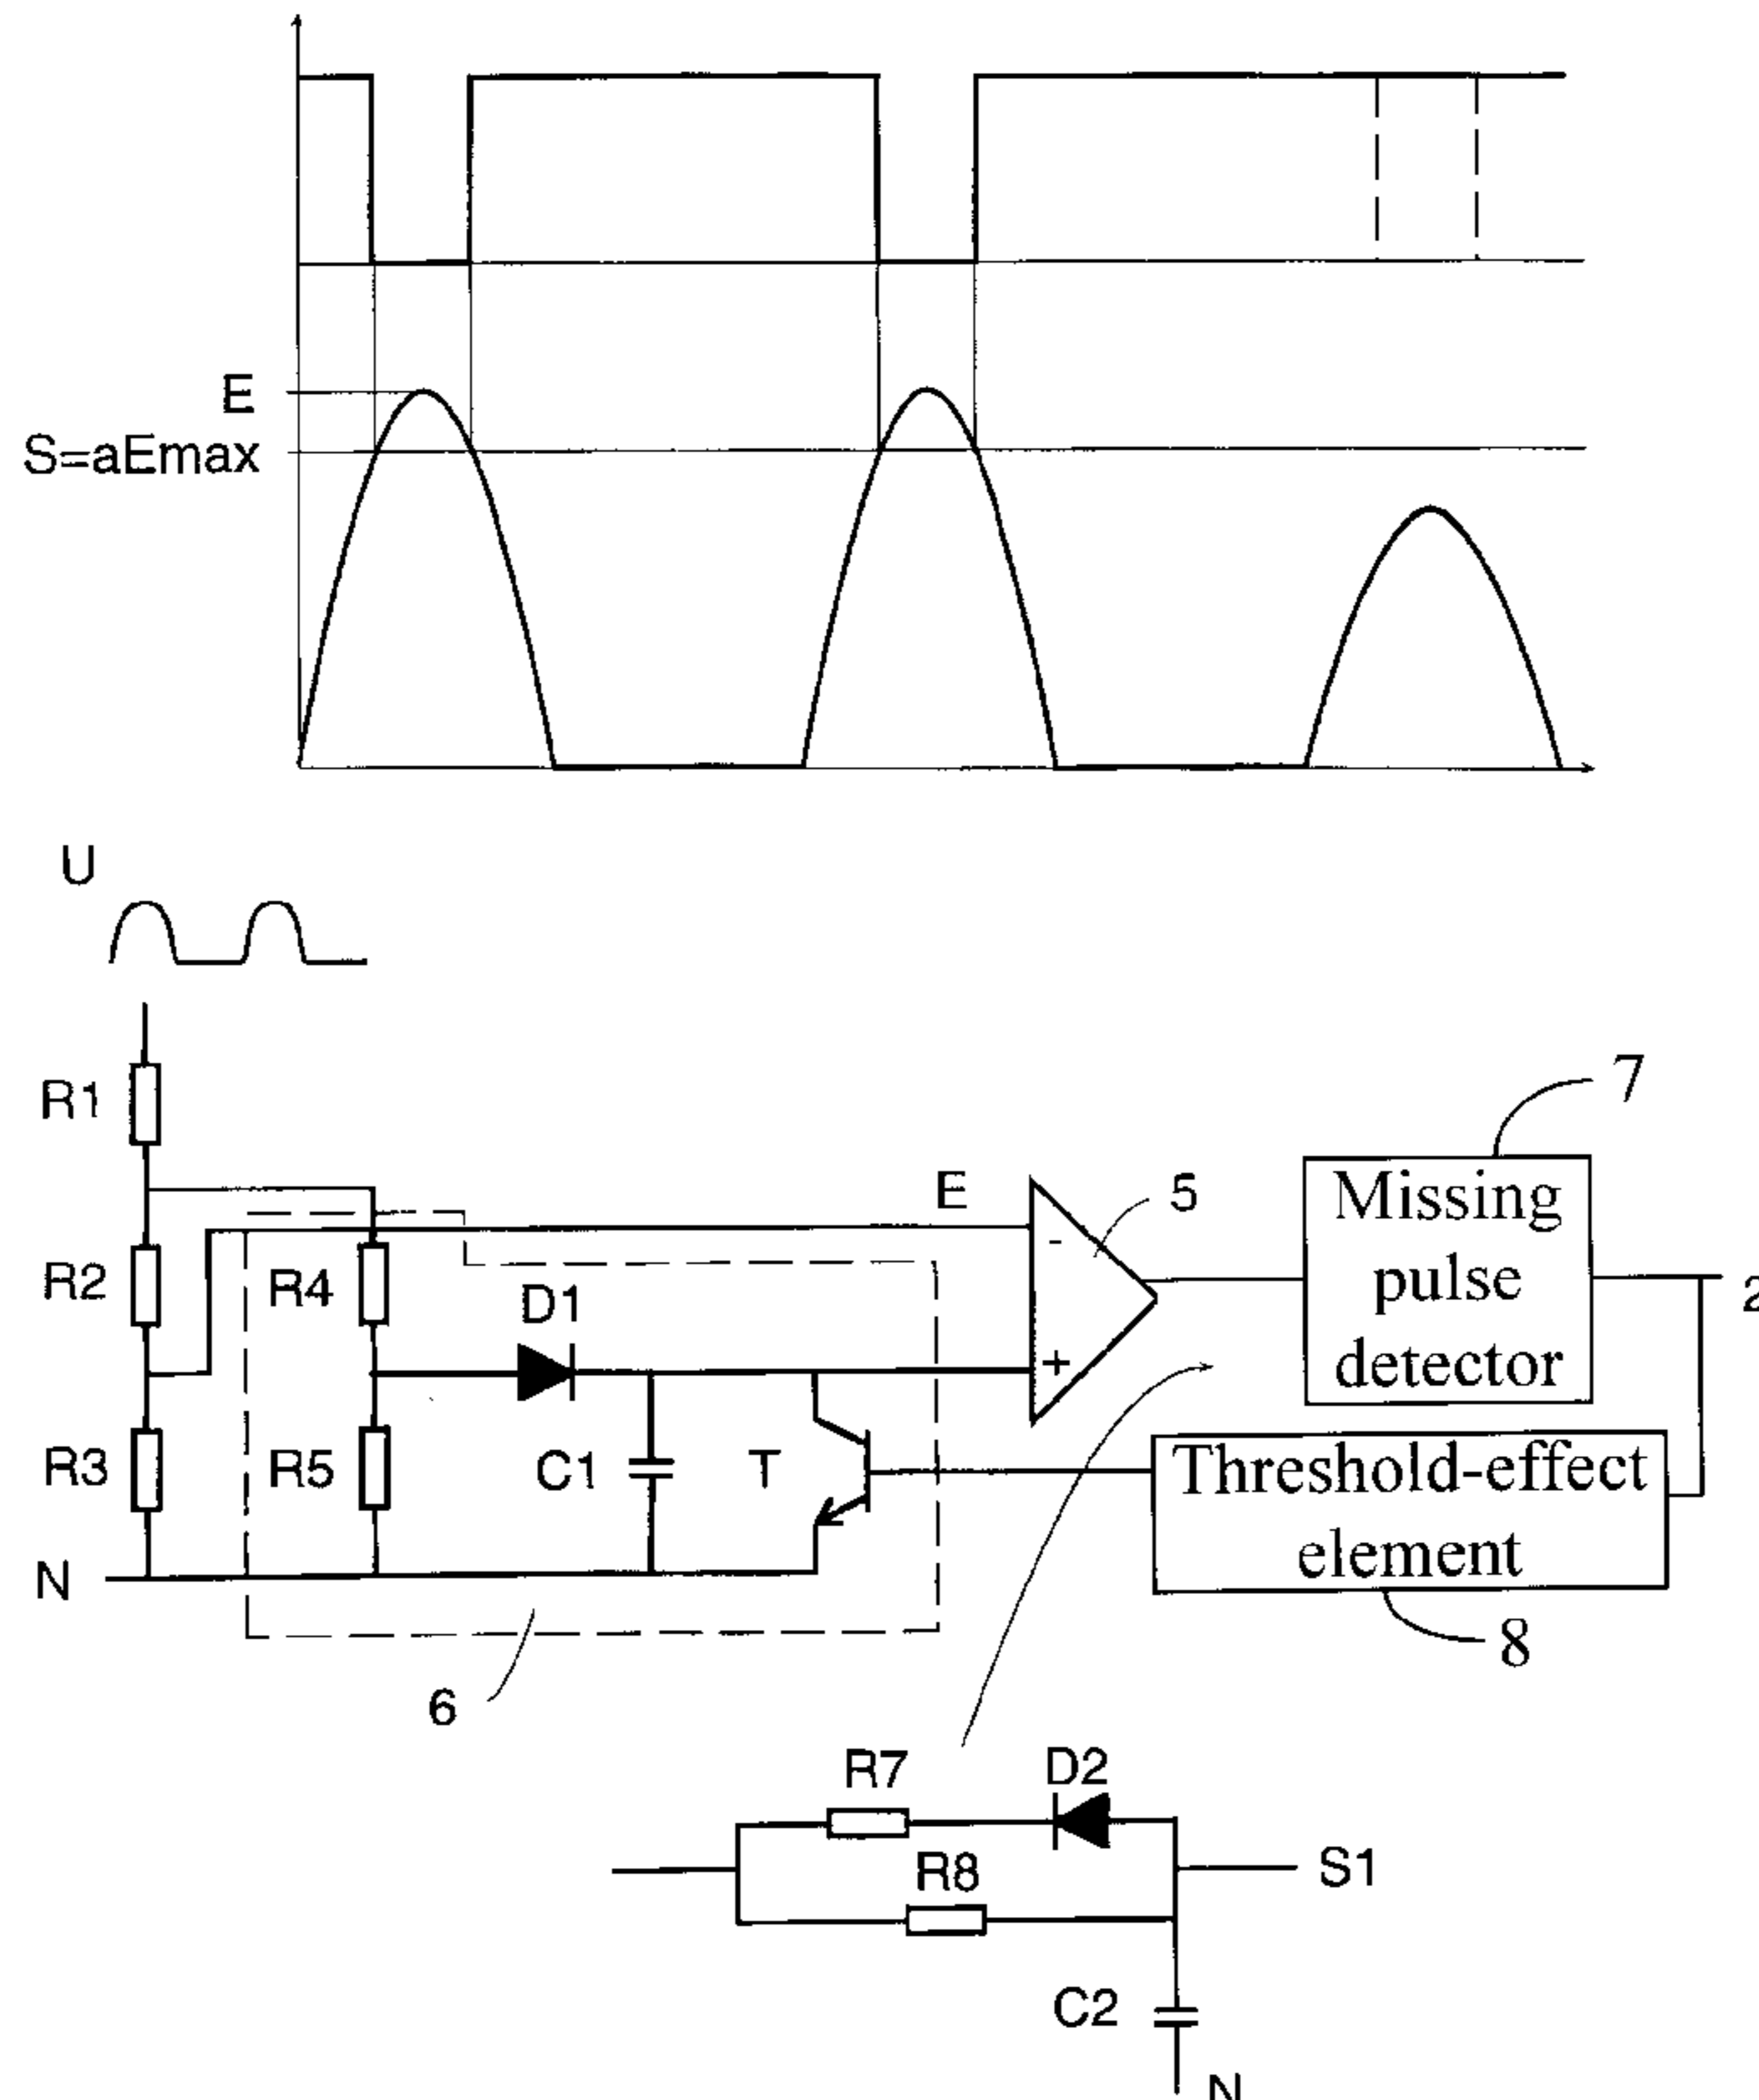 E
S=aEmax
U
R1
R2
R3
R4
R5
D1
C1
T
E
-
+
5
7
Missing
pulse
detector
2
Threshold-effect
element
8
N
6
R7
D2
R8
S1
C2
N